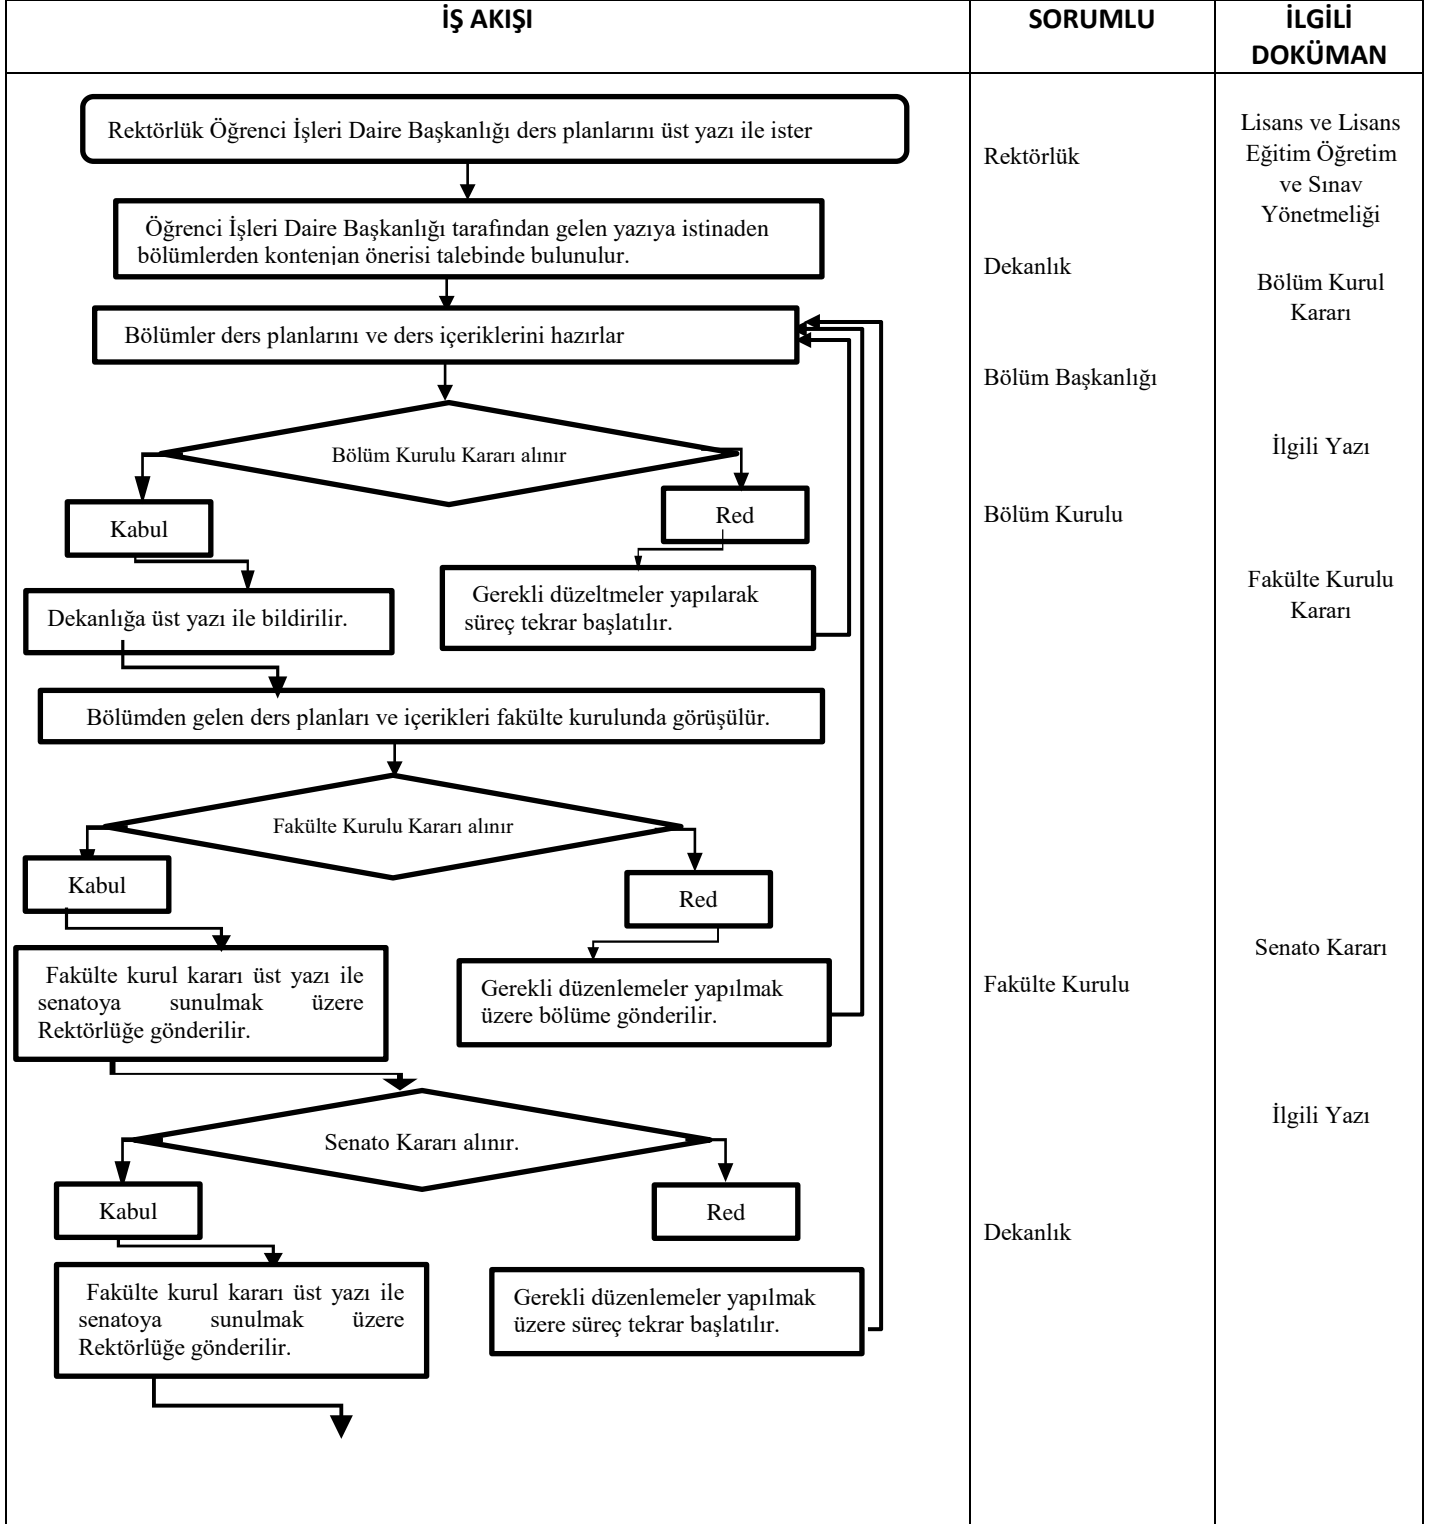 İŞ AKIŞI
SORUMLU
İLGİLİ
DOKÜMAN
Rektörlük Öğrenci İşleri Daire Başkanlığı ders planlarını üst yazı ile ister
Öğrenci İşleri Daire Başkanlığı tarafından gelen yazıya istinaden
bölümlerden kontenjan önerisi talebinde bulunulur.
Bölümler ders planlarını ve ders içeriklerini hazırlar
Bölüm Kurulu Kararı alınır
Kabul
Red
Dekanlığa üst yazı ile bildirilir.
Gerekli düzeltmeler yapılarak
süreç tekrar başlatılır.
Bölümden gelen ders planları ve içerikleri fakülte kurulunda görüşülür.
Fakülte Kurulu Kararı alınır
Kabul
Red
Fakülte kurul kararı üst yazı ile
senatoya sunulmak üzere
Rektörlüğe gönderilir.
Gerekli düzenlemeler yapılmak
üzere bölüme gönderilir.
Senato Kararı alınır.
Kabul
Red
Fakülte kurul kararı üst yazı ile
senatoya sunulmak üzere
Rektörlüğe gönderilir.
Gerekli düzenlemeler yapılmak
üzere süreç tekrar başlatılır.
Rektörlük
Dekanlık
Bölüm Başkanlığı
Bölüm Kurulu
Fakülte Kurulu
Dekanlık
Lisans ve Lisans
Eğitim Öğretim
ve Sınav
Yönetmeliği
Bölüm Kurul
Kararı
İlgili Yazı
Fakülte Kurulu
Kararı
Senato Kararı
İlgili Yazı